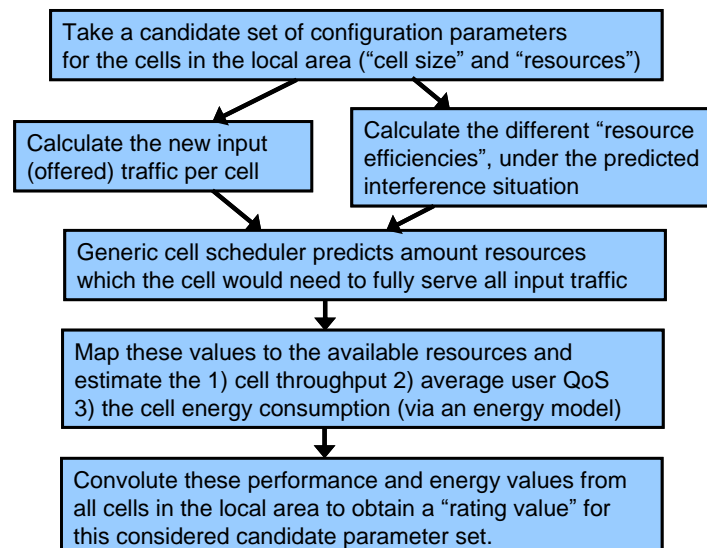 Take a candidate set of configuration parameters
for the cells in the local area (“cell size” and “resources”)
Calculate the new input
(offered) traffic per cell
Calculate the different “resource
efficiencies”, under the predicted
interference situation
Generic cell scheduler predicts amount resources
which the cell would need to fully serve all input traffic
Map these values to the available resources and
estimate the 1) cell throughput 2) average user QoS
3) the cell energy consumption (via an energy model)
Convolute these performance and energy values from
all cells in the local area to obtain a “rating value” for
this considered candidate parameter set.